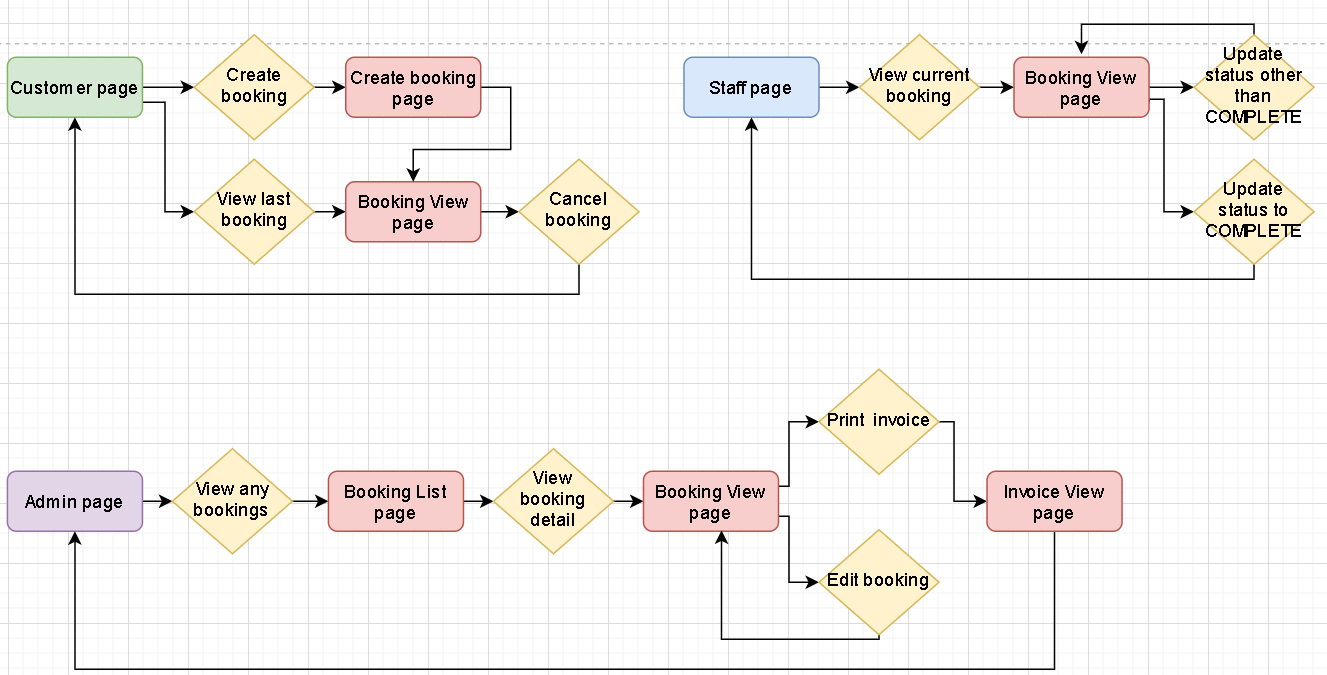 Customer page
Create
booking
Create booking
page
View last
booking
Booking View
page
Cancel
booking
Staff page
View current
booking
Booking View
page
Update
status other
than
COMPLETE
Update
status to
COMPLETE
Admin page
View any
bookings
Booking List
page
View
booking
detail
Booking View
page
Print  invoice
Edit booking
Invoice View
page